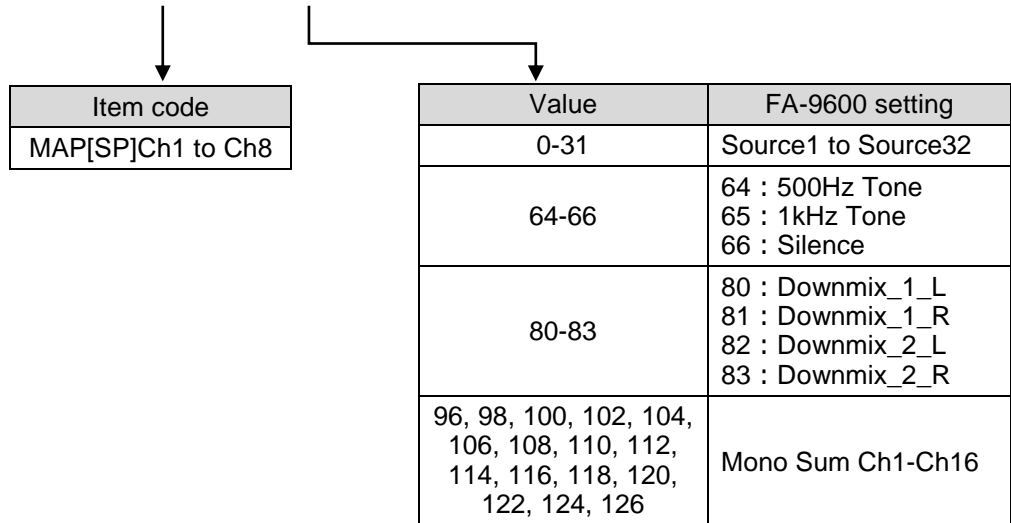 Item code
MAP[SP]Ch1 to Ch8
Value FA-9600 setting
0-31 Source1 to Source32
64-66
64 : 500Hz Tone
65 : 1kHz Tone
66 : Silence
80-83
80 : Downmix_1_L
81 : Downmix_1_R
82 : Downmix_2_L
83 : Downmix_2_R
96, 98, 100, 102, 104,
106, 108, 110, 112,
114, 116, 118, 120,
122, 124, 126
Mono Sum Ch1-Ch16